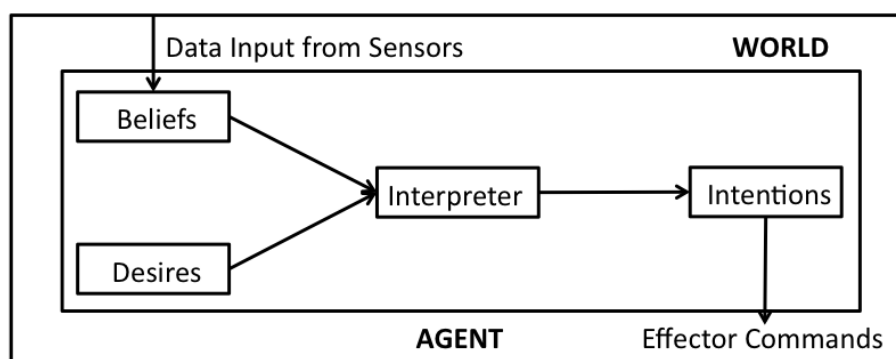 Data Input from Sensors
WORLD
Beliefs
Interpreter
Intentions
Desires
AGENT
Effector Commands